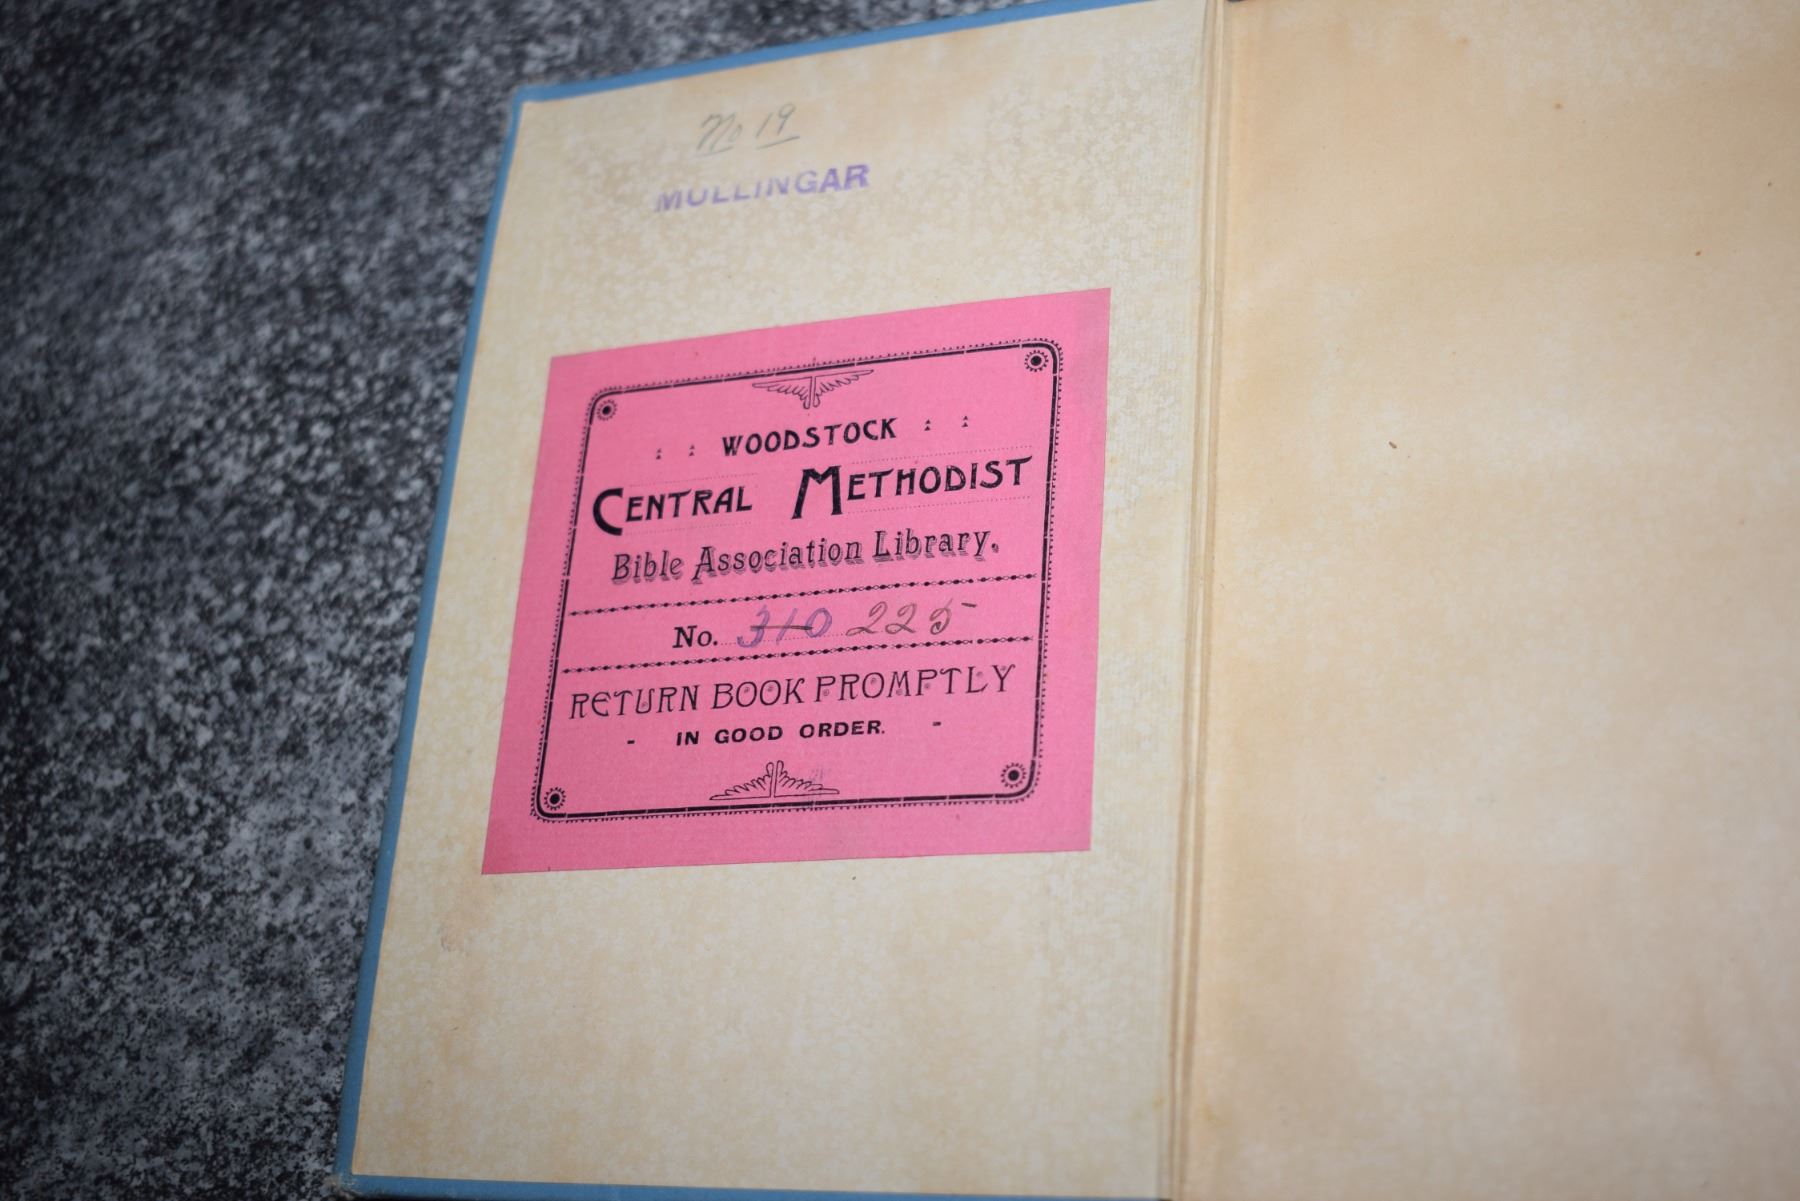 No 19
MULLINGAR
WOODSTOCK
CENTRAL METHODIST
Bible Association Library.
No. 310 225
RETURN BOOK PROMPTLY
- IN GOOD ORDER. -